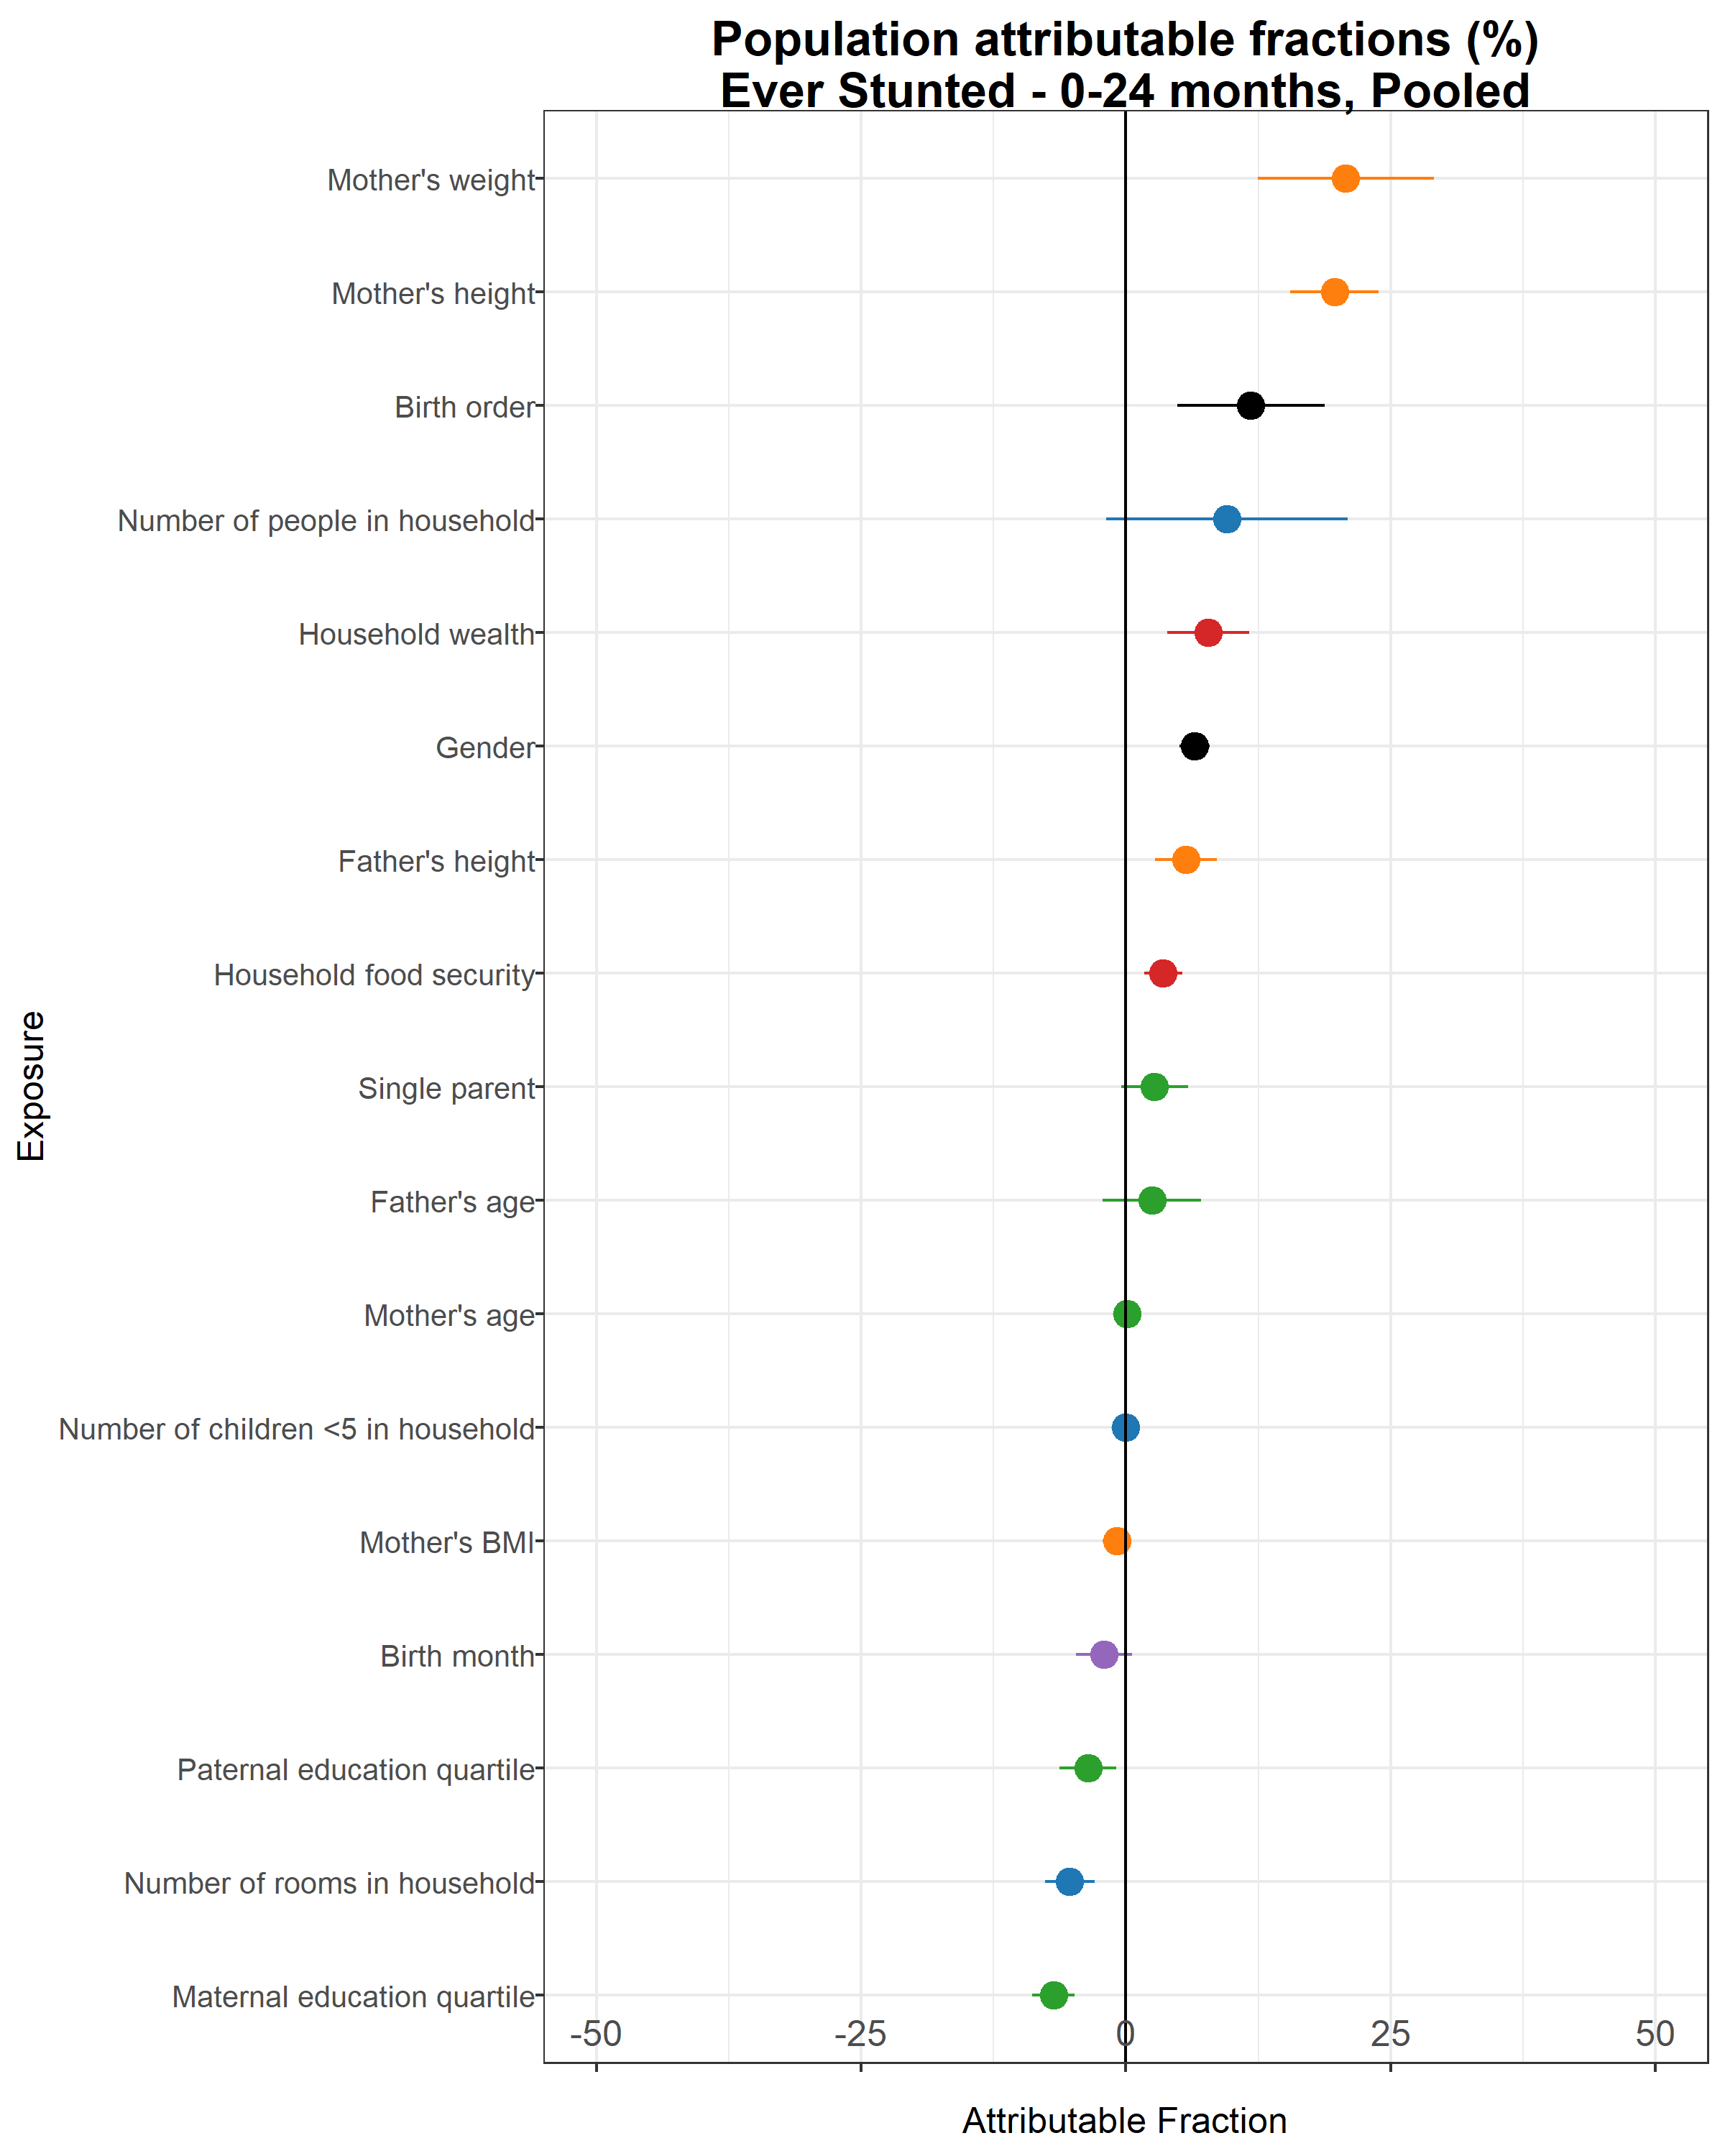 Population attributable fractions (%)
Ever Stunted - 0-24 months, Pooled
Mother's weight
Mother's height
Birth order
Number of people in household
Household wealth
Gender
Father's height
Household food security
Single parent
Father's age
Mother's age
Number of children <5 in household
Mother's BMI
Birth month
Paternal education quartile
Number of rooms in household
Maternal education quartile
Exposure
-50 -25 0 25 50
Attributable Fraction